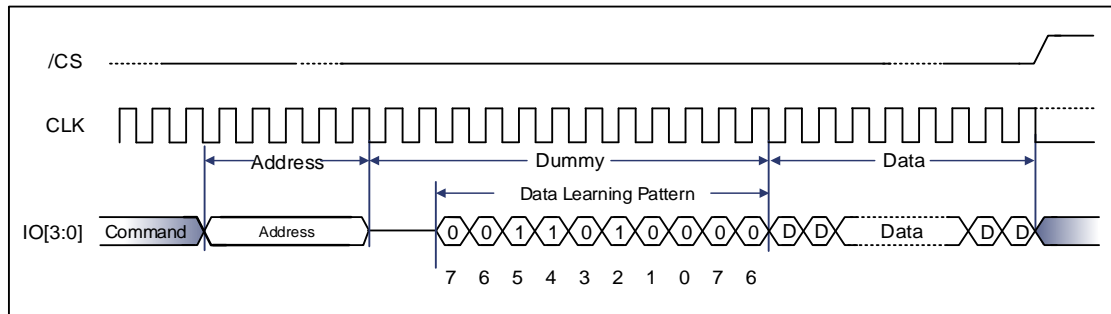 /CS
CLK
Address Dummy Data
Data Learning Pattern
IO[3:0] Command Address 0 0 1 1 0 1 0 0 0 0 D D Data D D
7 6 5 4 3 2 1 0 7 6